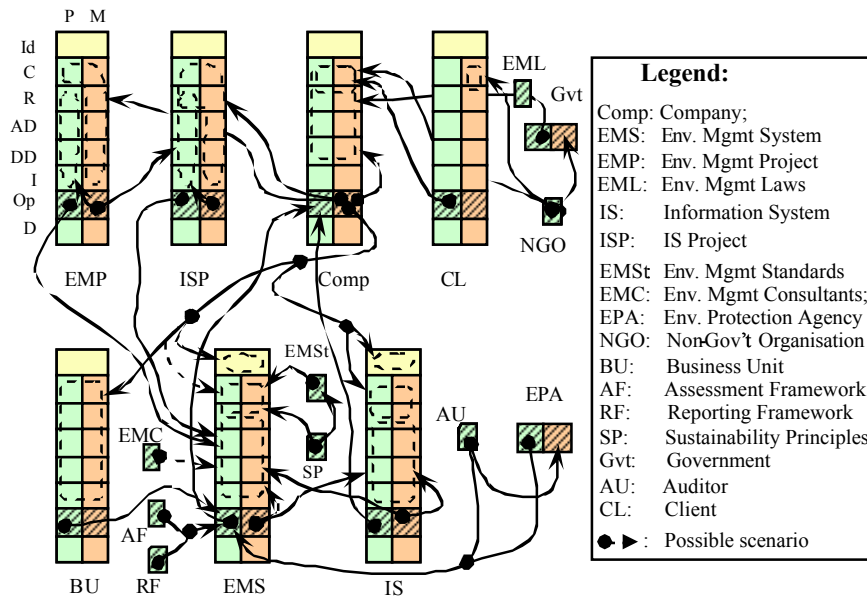 P M
Id
C
R
AD
DD
I
Op
D
EML
Gvt
NGO
EMP ISP Comp CL
EMSt
EMC
SP
AU
EPA
AF
RF
BU EMS IS
Legend:
Comp: Company;
EMS: Env. Mgmt System
EMP: Env. Mgmt Project
EML: Env. Mgmt Laws
IS: Information System
ISP: IS Project
EMSt: Env. Mgmt Standards
EMC: Env. Mgmt Consultants;
EPA: Env. Protection Agency
NGO: Non-Gov't Organisation
BU: Business Unit
AF: Assessment Framework
RF: Reporting Framework
SP: Sustainability Principles
Gvt: Government
AU: Auditor
CL: Client
: Possible scenario